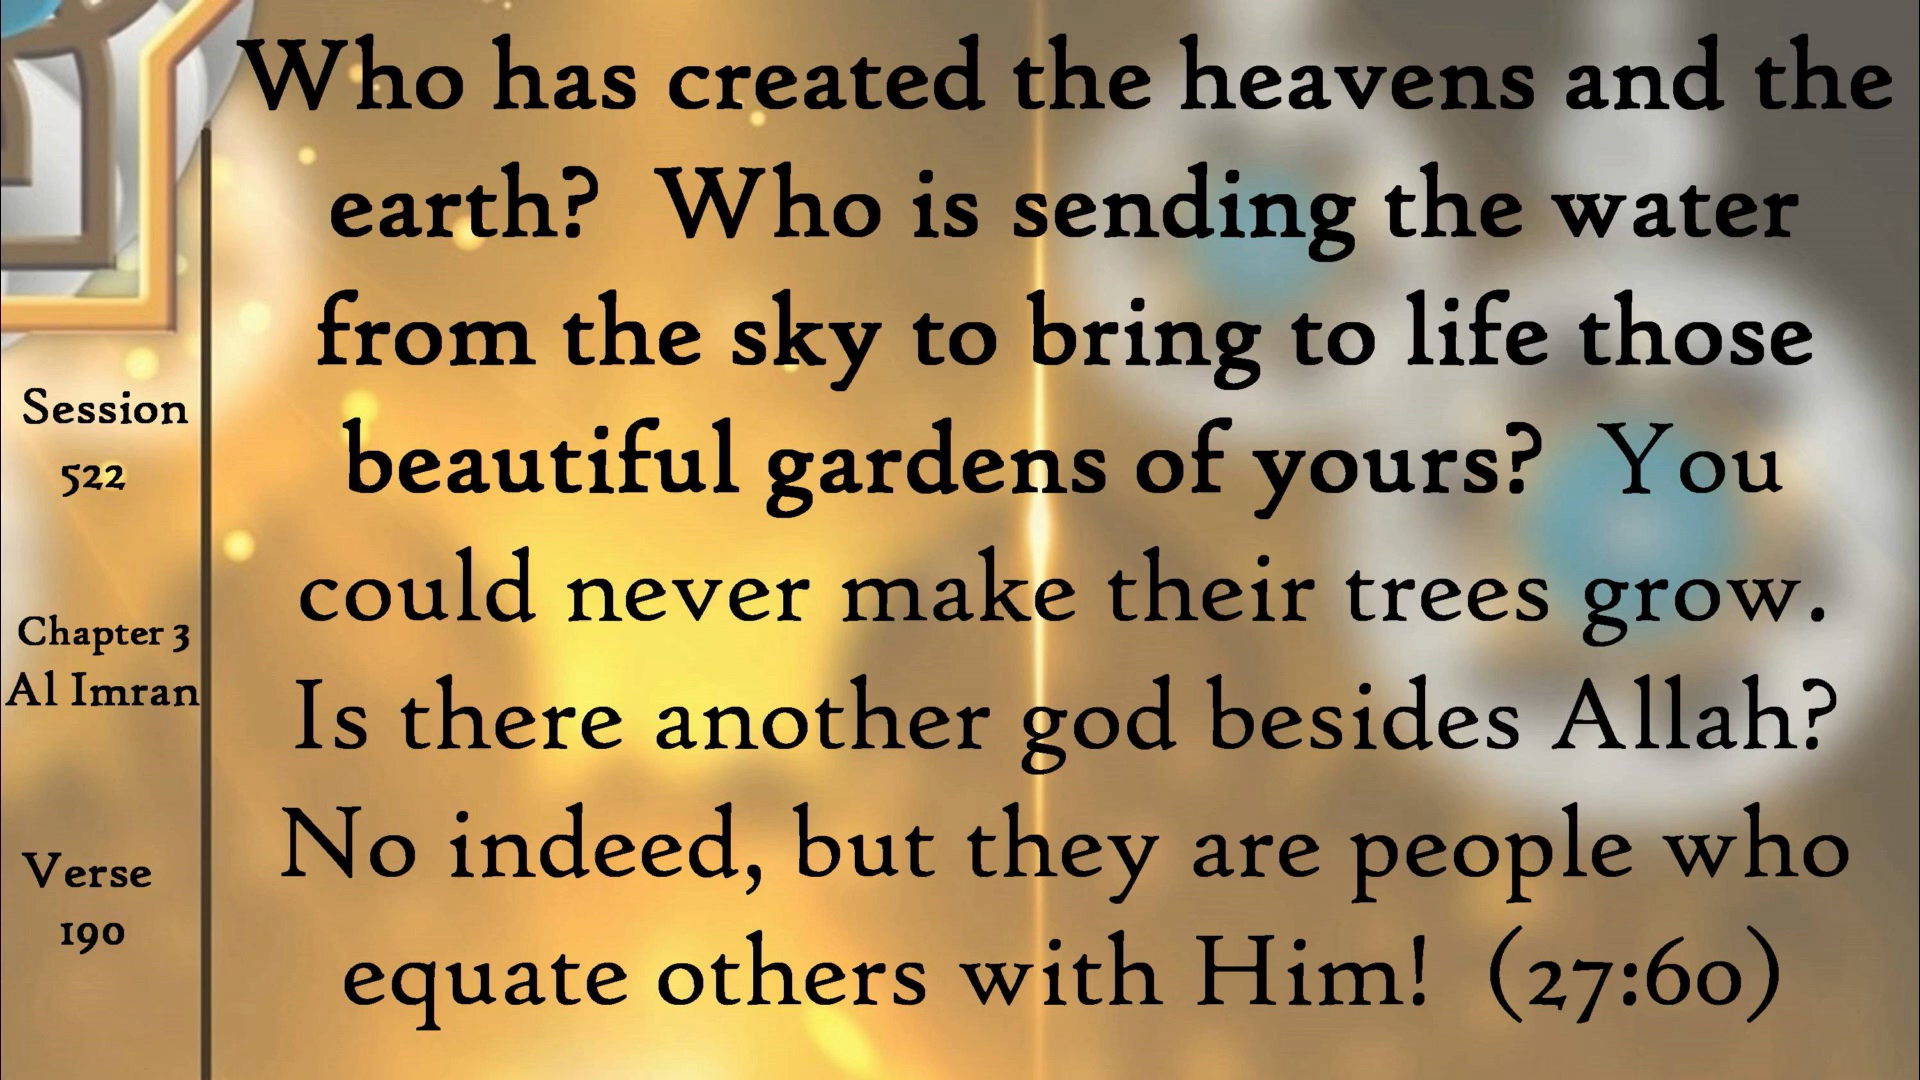 Who has created the heavens and the
earth? Who is sending the water
from the sky to bring to life those
beautiful gardens of yours? You
could never make their trees grow.
Is there another god besides Allah?
No indeed, but they are people who
equate others with Him! (27:60)
Session
522
Chapter 3
Al Imran
Verse
190